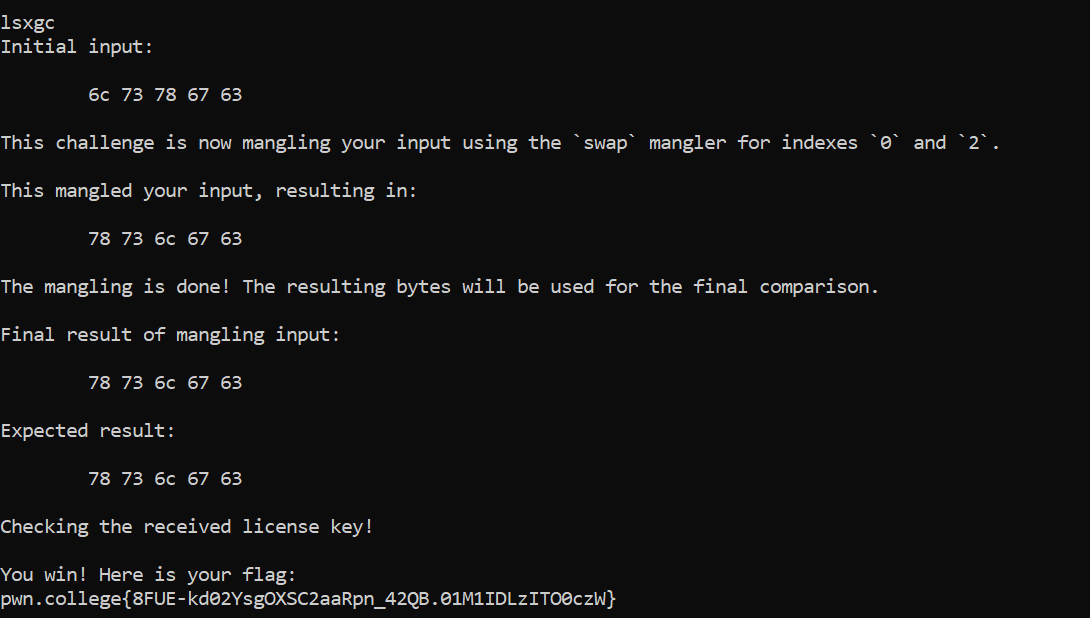 lsxgc
Initial input:
6c 73 78 67 63
This challenge is now mangling your input using the `swap` mangler for indexes `0` and `2`.
This mangled your input, resulting in:
78 73 6c 67 63
The mangling is done! The resulting bytes will be used for the final comparison.
Final result of mangling input:
78 73 6c 67 63
Expected result:
78 73 6c 67 63
Checking the received license key!
You win! Here is your flag:
pwn.college{8FUE-kd02YsgOXSC2aaRpn_42QB.01M1IDLzITO0czW}